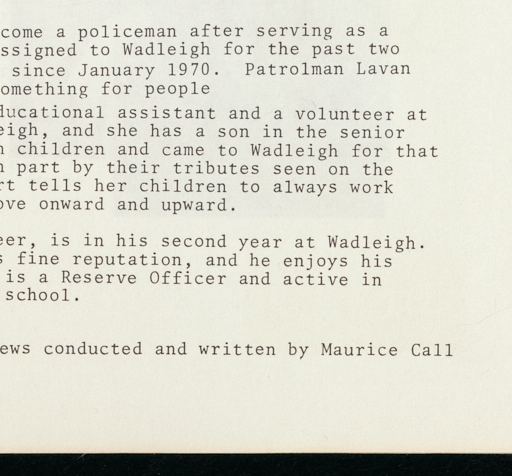 come a policeman after serving as a
ssigned to Wadleigh for the past two
since January 1970. Patrolman Lavan
omething for people
ducational assistant and a volunteer at
eigh, and she has a son in the senior
n children and came to Wadleigh for that
n part by their tributes seen on the
rt tells her children to always work
ove onward and upward.
eer, is in his second year at Wadleigh.
s fine reputation, and he enjoys his
is a Reserve Officer and active in
school.
ews conducted and written by Maurice Call